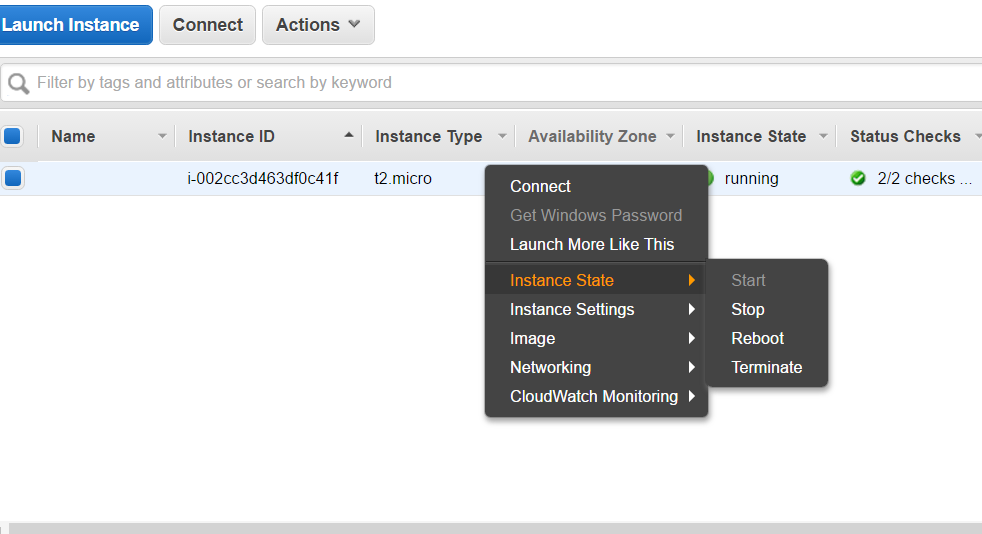 Launch Instance Connect Actions
Filter by tags and attributes or search by keyword
Name Instance ID Instance Type Availability Zone Instance State Status Checks
i-002cc3d463df0c41f t2.micro running 2/2 checks ...
Connect
Get Windows Password
Launch More Like This
Instance State
Instance Settings
Image
Networking
CloudWatch Monitoring
Start
Stop
Reboot
Terminate